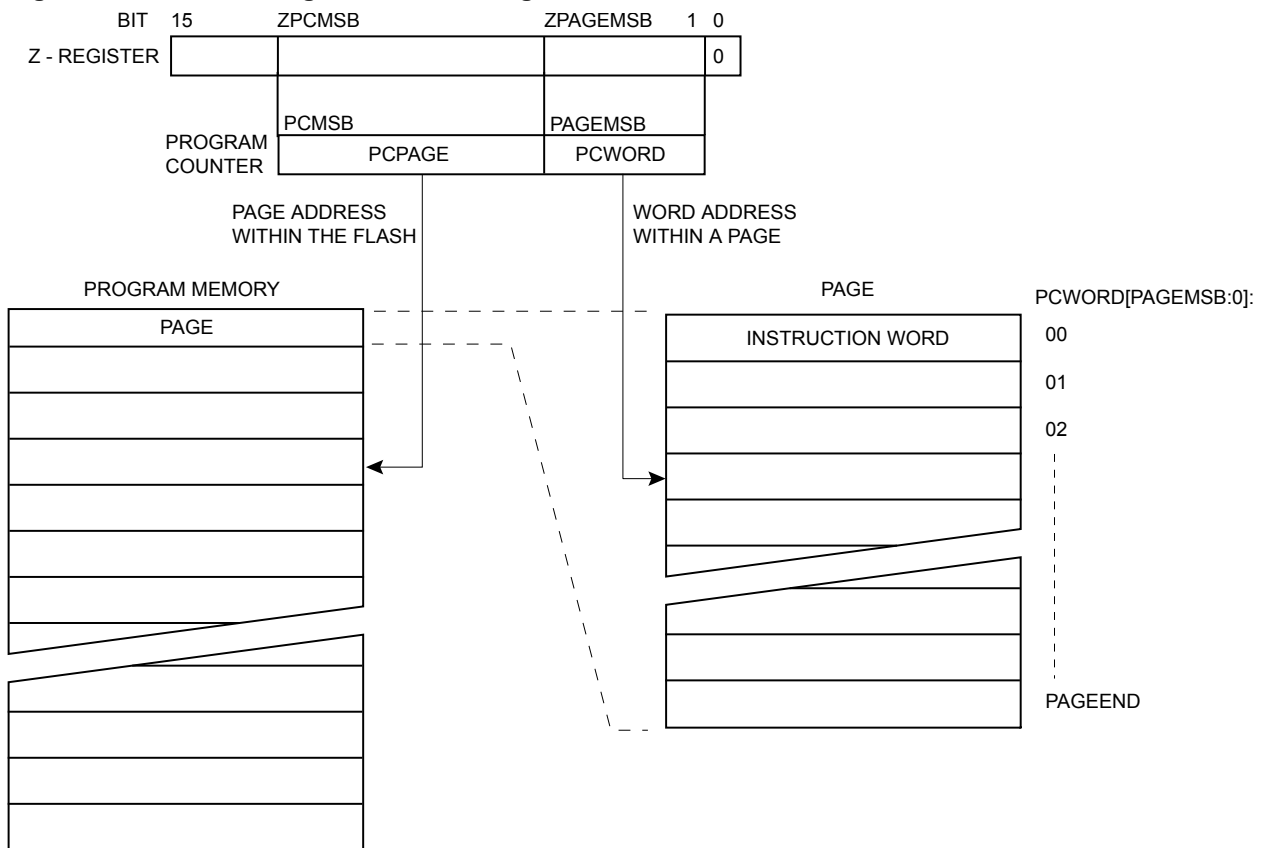 BIT 15 ZPCMSB ZPAGEMSB 1 0
Z - REGISTER 0
PCMSB PAGEMSB
PROGRAM
COUNTER
PCPAGE PCWORD
PAGE ADDRESS
WITHIN THE FLASH
WORD ADDRESS
WITHIN A PAGE
PROGRAM MEMORY
PAGE
PAGE
PCWORD[PAGEMSB:0]:
INSTRUCTION WORD
00
01
02
PAGEEND